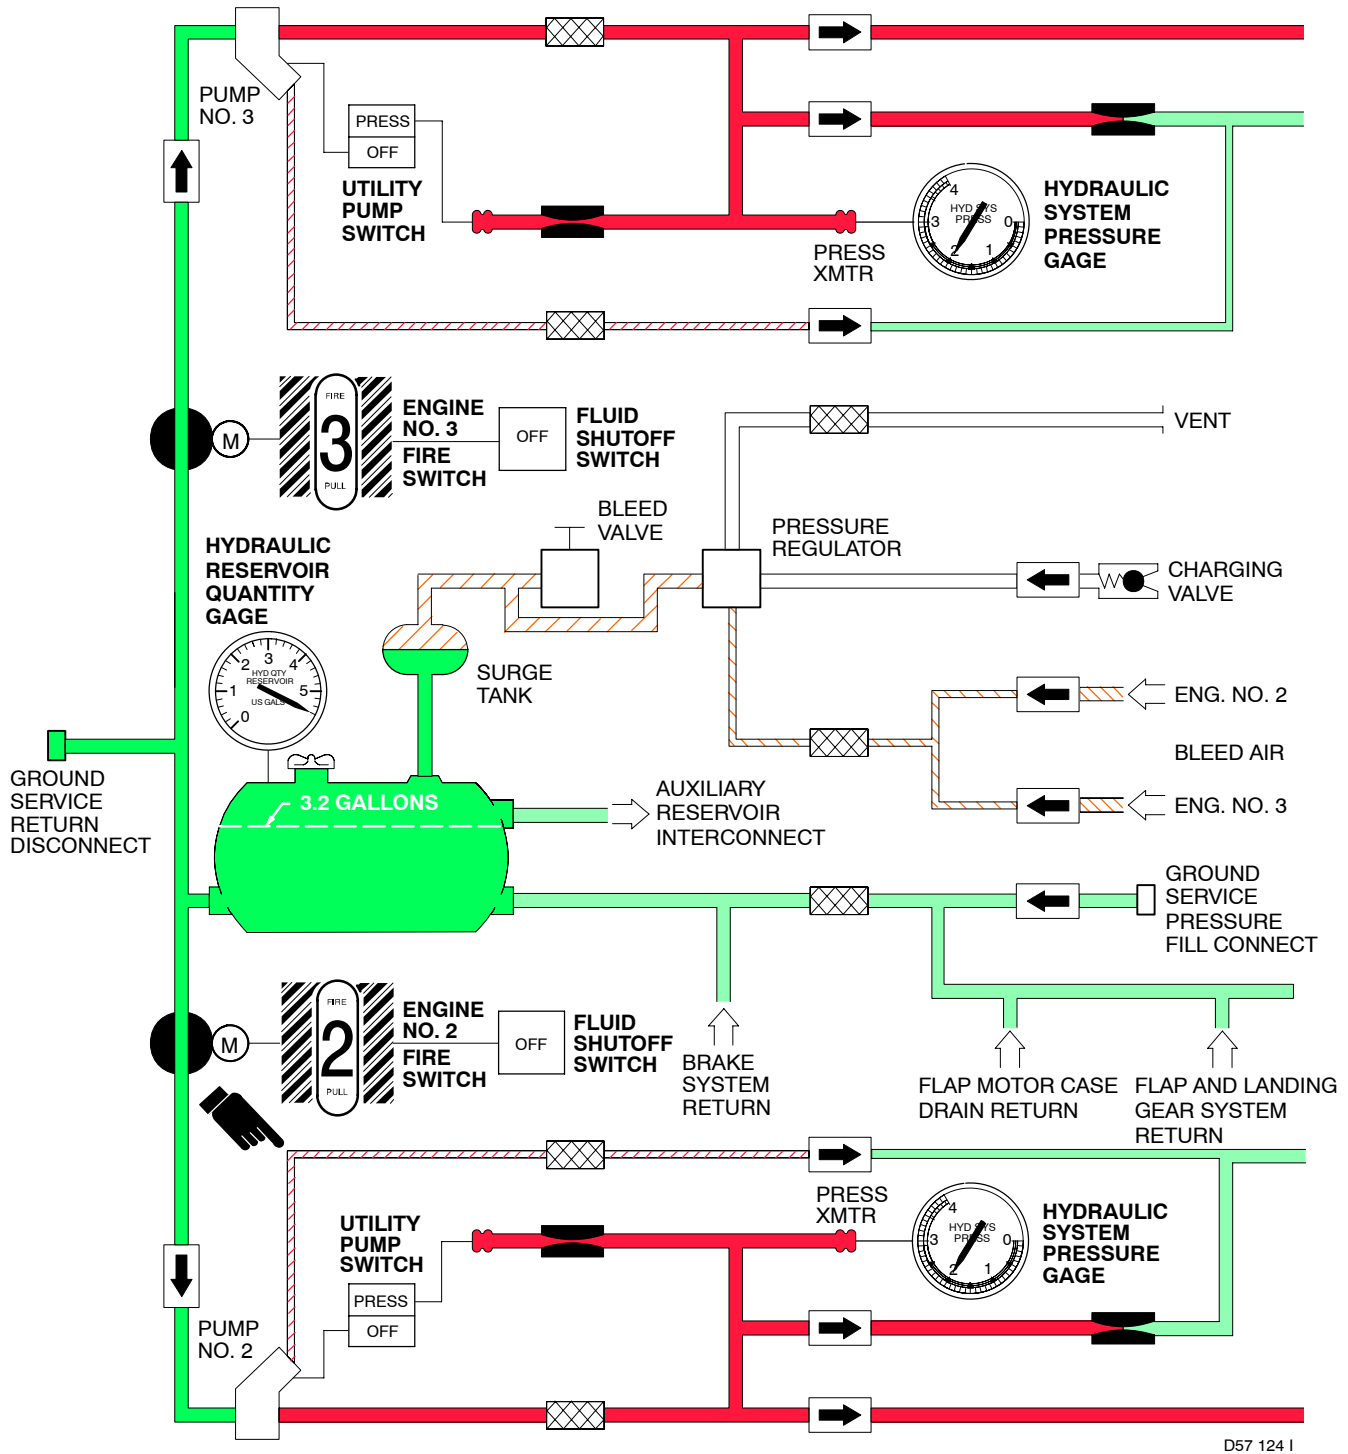 PUMP
NO. 3
PRESS
OFF
UTILITY
PUMP
SWITCH
4
3
HYD SYS
PRESS
0
2
1
HYDRAULIC
SYSTEM
PRESSURE
GAGE
PRESS
XMTR
FIRE
3
PULL
ENGINE
NO. 3
FIRE
SWITCH
OFF
FLUID
SHUTOFF
SWITCH
VENT
BLEED
VALVE
PRESSURE
REGULATOR
CHARGING
VALVE
HYDRAULIC
RESERVOIR
QUANTITY
GAGE
0
1
2
3
4
5
HYD QTY
RESERVOIR
US GALS
SURGE
TANK
ENG. NO. 2
BLEED AIR
ENG. NO. 3
GROUND
SERVICE
RETURN
DISCONNECT
3.2 GALLONS
AUXILIARY
RESERVOIR
INTERCONNECT
GROUND
SERVICE
PRESSURE
FILL CONNECT
FIRE
2
PULL
ENGINE
NO. 2
FIRE
SWITCH
OFF
FLUID
SHUTOFF
SWITCH
BRAKE
SYSTEM
RETURN
FLAP MOTOR CASE
DRAIN RETURN
FLAP AND LANDING
GEAR SYSTEM
RETURN
PRESS
XMTR
UTILITY
PUMP
SWITCH
PRESS
OFF
4
3
HYD SYS
PRESS
0
2
1
HYDRAULIC
SYSTEM
PRESSURE
GAGE
PUMP
NO. 2
M
M
D57 124 I